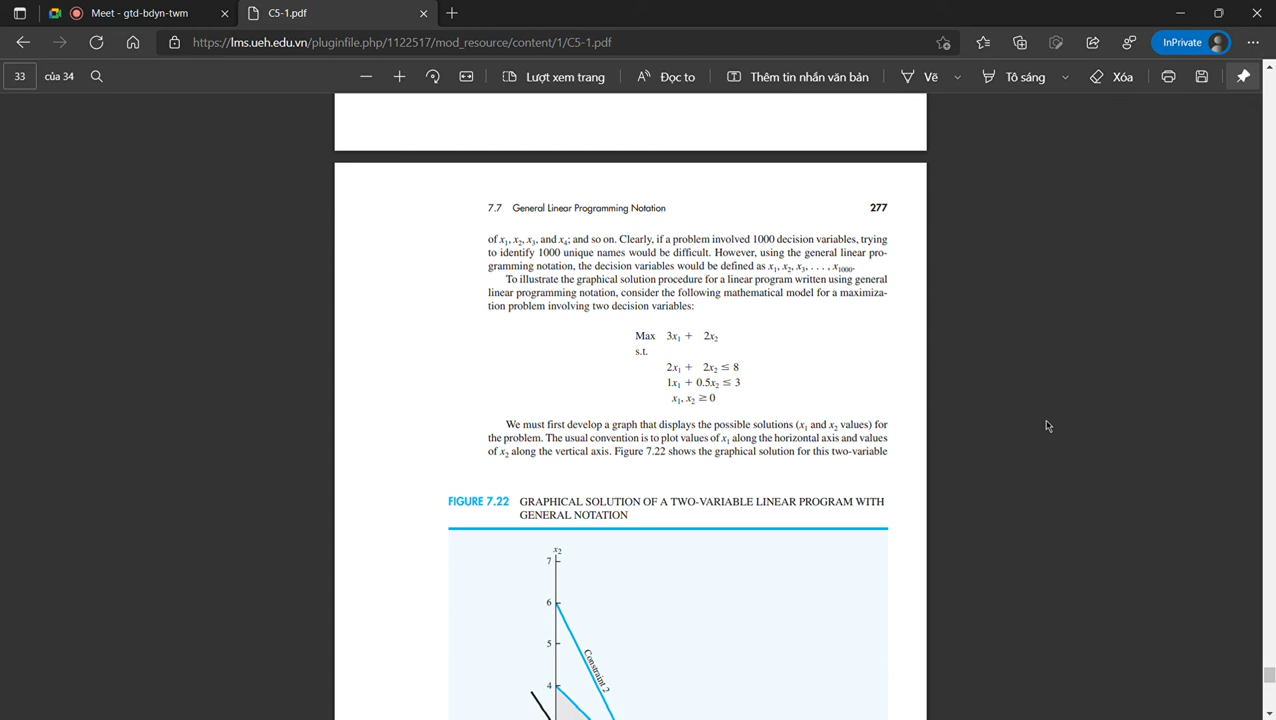 Meet - gtd-bdyn-twm
C5-1.pdf
https://lms.ueh.edu.vn/pluginfile.php/1122517/mod_resource/content/1/C5-1.pdf
InPrivate
33 của 34 Lượt xem trang Đọc to Thêm tin nhắn văn bản Vẽ Tô sáng Xóa
7.7 General Linear Programming Notation 277
of x₁, x₂, x₃, and x₄; and so on. Clearly, if a problem involved 1000 decision variables, trying
to identify 1000 unique names would be difficult. However, using the general linear pro-
gramming notation, the decision variables would be defined as x₁, x₂, x₃, . . . , x₁₀₀₀.
To illustrate the graphical solution procedure for a linear program written using general
linear programming notation, consider the following mathematical model for a maximiza-
tion problem involving two decision variables:
Max 3x₁ + 2x₂
s.t.
2x₁ + 2x₂ ≤ 8
1x₁ + 0.5x₂ ≤ 3
x₁, x₂ ≥ 0
We must first develop a graph that displays the possible solutions (x₁ and x₂ values) for
the problem. The usual convention is to plot values of x₁ along the horizontal axis and values
of x₂ along the vertical axis. Figure 7.22 shows the graphical solution for this two-variable
FIGURE 7.22 GRAPHICAL SOLUTION OF A TWO-VARIABLE LINEAR PROGRAM WITH
GENERAL NOTATION
x₂
7
6
5
Constraint 2
4